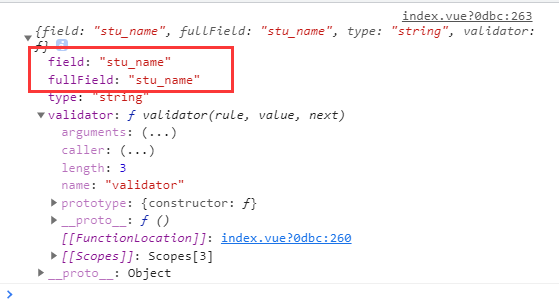 index.vue?0dbc:263
{field: "stu_name", fullField: "stu_name", type: "string", validator:
ƒ}
field: "stu_name"
fullField: "stu_name"
type: "string"
validator: ƒ validator(rule, value, next)
arguments: (...)
caller: (...)
length: 3
name: "validator"
prototype: {constructor: ƒ}
__proto__: ƒ ()
[[FunctionLocation]]: index.vue?0dbc:260
[[Scopes]]: Scopes[3]
__proto__: Object